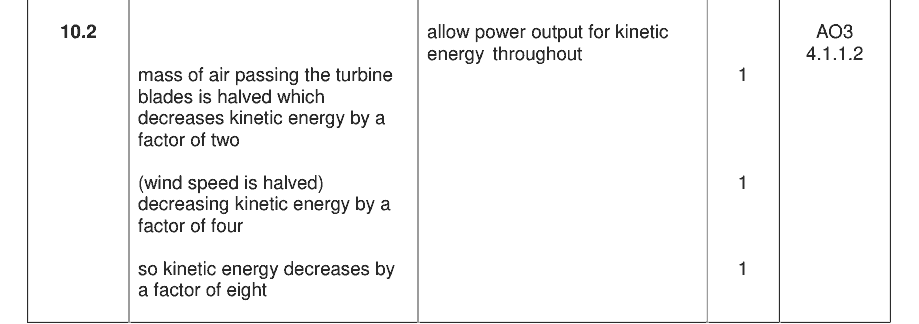 10.2
allow power output for kinetic
energy throughout
AO3
4.1.1.2
mass of air passing the turbine
blades is halved which
decreases kinetic energy by a
factor of two
1
(wind speed is halved)
decreasing kinetic energy by a
factor of four
1
so kinetic energy decreases by
a factor of eight
1